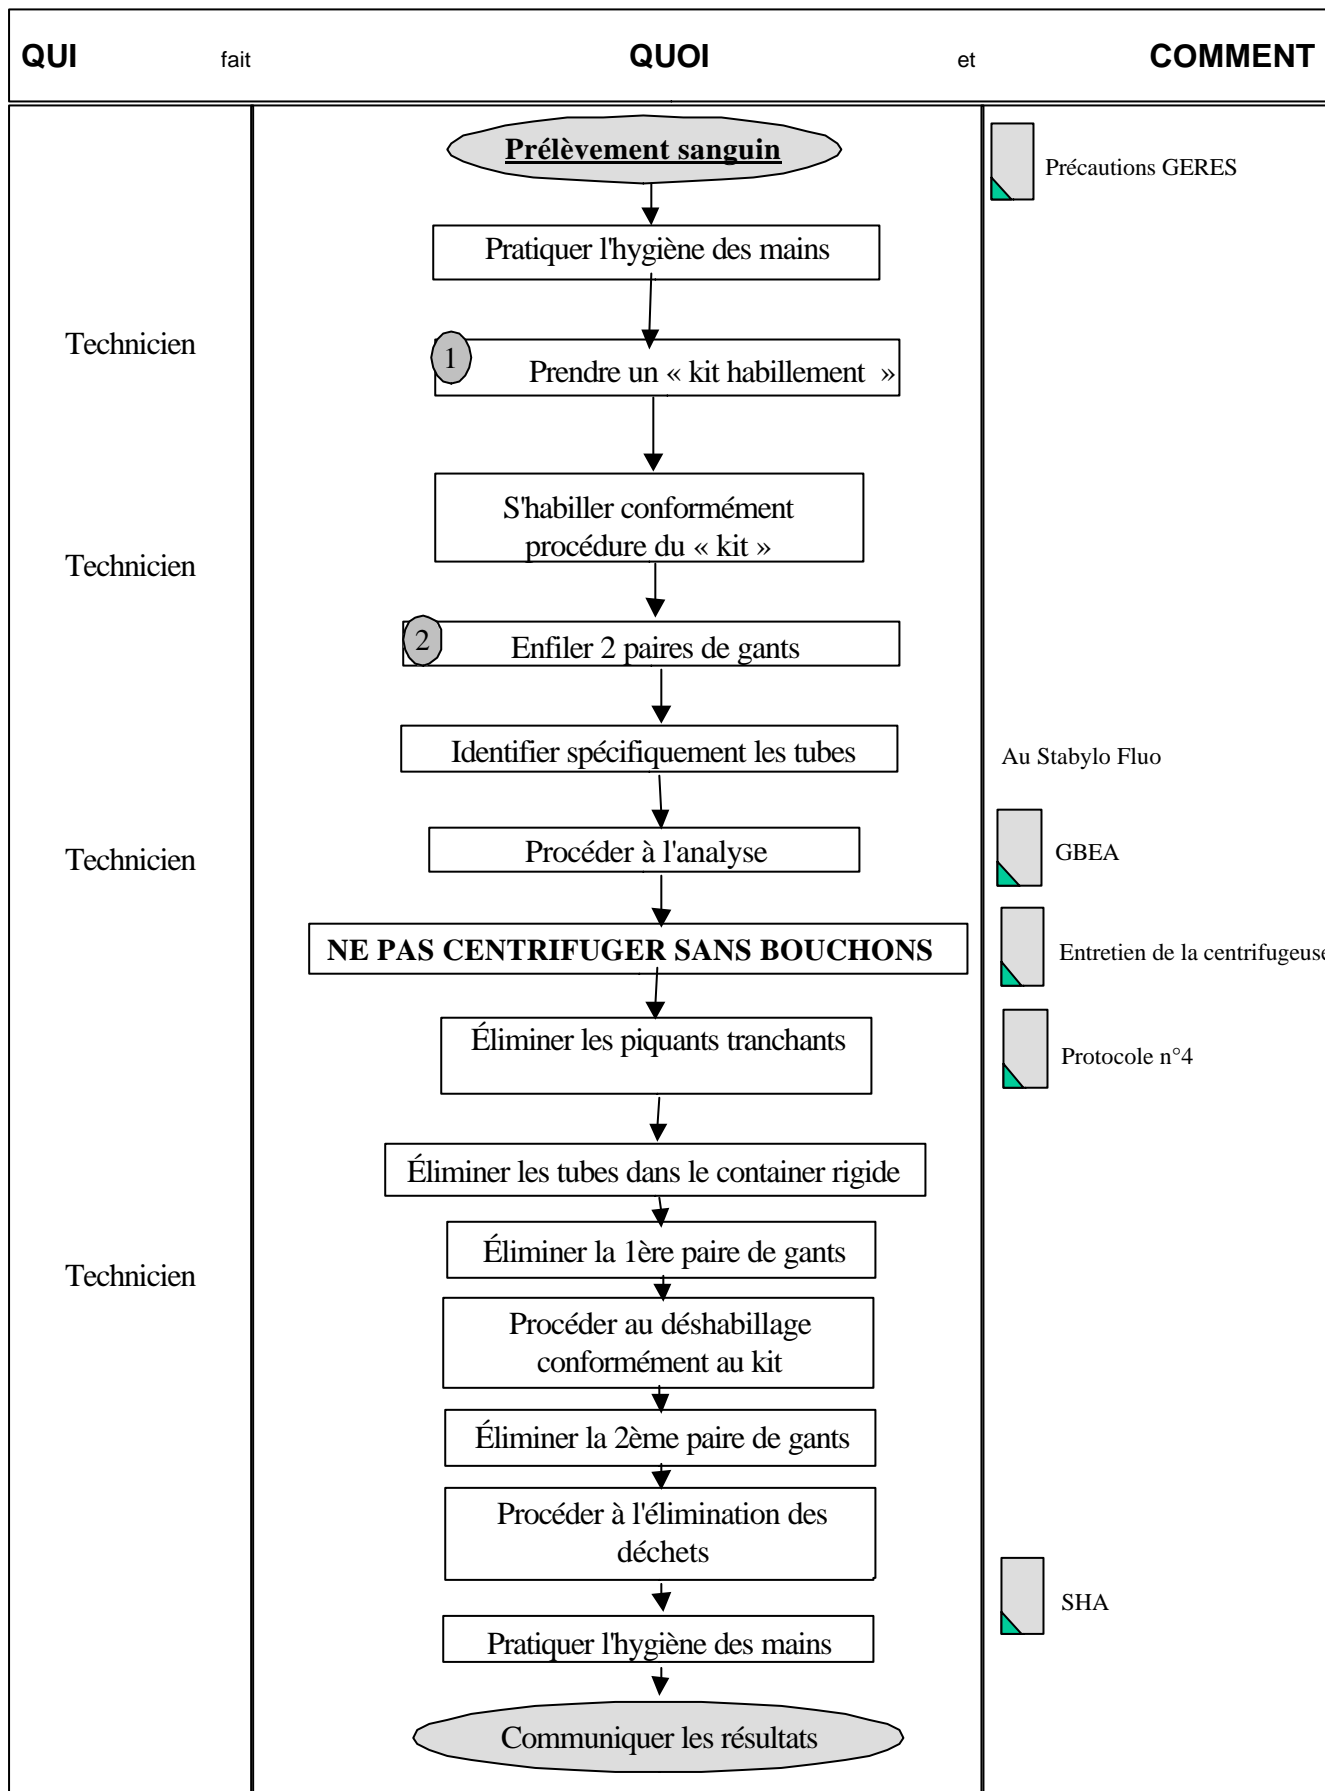 QUI fait QUOI et COMMENT
Prélèvement sanguin
Précautions GERES
Pratiquer l'hygiène des mains
Technicien
1
Prendre un « kit habillement »
S'habiller conformément
procédure du « kit »
Technicien
2
Enfiler 2 paires de gants
Identifier spécifiquement les tubes
Au Stabylo Fluo
Technicien
Procéder à l'analyse
GBEA
NE PAS CENTRIFUGER SANS BOUCHONS
Entretien de la centrifugeuse
Éliminer les piquants tranchants
Protocole n°4
Éliminer les tubes dans le container rigide
Éliminer la 1ère paire de gants
Technicien
Procéder au déshabillage
conformément au kit
Éliminer la 2ème paire de gants
Procéder à l'élimination des
déchets
SHA
Pratiquer l'hygiène des mains
Communiquer les résultats